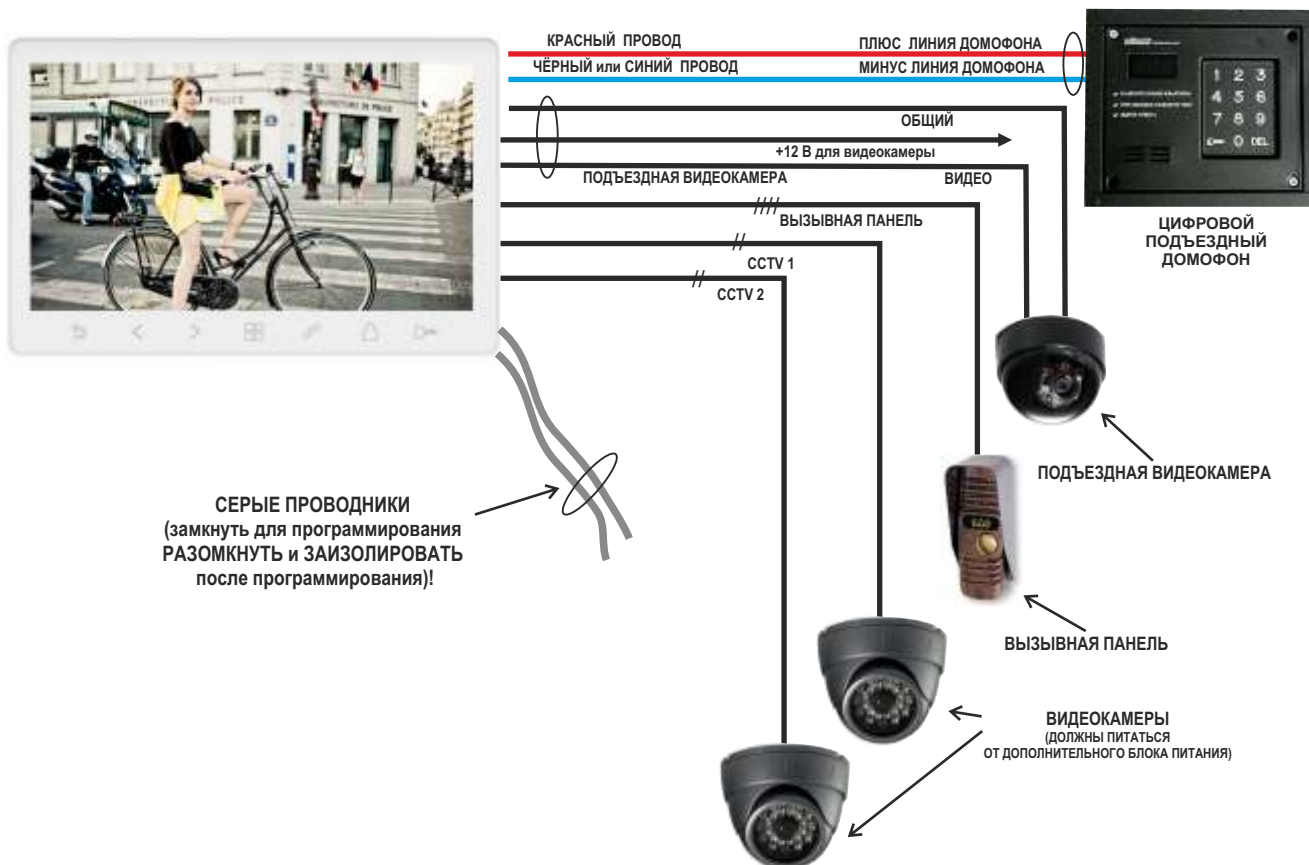 КРАСНЫЙ ПРОВОД
ПЛЮС ЛИНИЯ ДОМОФОНА
ЧЁРНЫЙ или СИНИЙ ПРОВОД
МИНУС ЛИНИЯ ДОМОФОНА
ОБЩИЙ
+12 В для видеокамеры
ПОДЪЕЗДНАЯ ВИДЕОКАМЕРА
ВИДЕО
ВЫЗЫВНАЯ ПАНЕЛЬ
CCTV 1
CCTV 2
1 2 3
4 5 6
7 8 9
0 DEL
ЦИФРОВОЙ
ПОДЪЕЗДНЫЙ
ДОМОФОН
ПОДЪЕЗДНАЯ ВИДЕОКАМЕРА
СЕРЫЕ ПРОВОДНИКИ
(замкнуть для программирования
РАЗОМКНУТЬ и ЗАИЗОЛИРОВАТЬ
после программирования)!
ВЫЗЫВНАЯ ПАНЕЛЬ
ВИДЕОКАМЕРЫ
(ДОЛЖНЫ ПИТАТЬСЯ
ОТ ДОПОЛНИТЕЛЬНОГО БЛОКА ПИТАНИЯ)